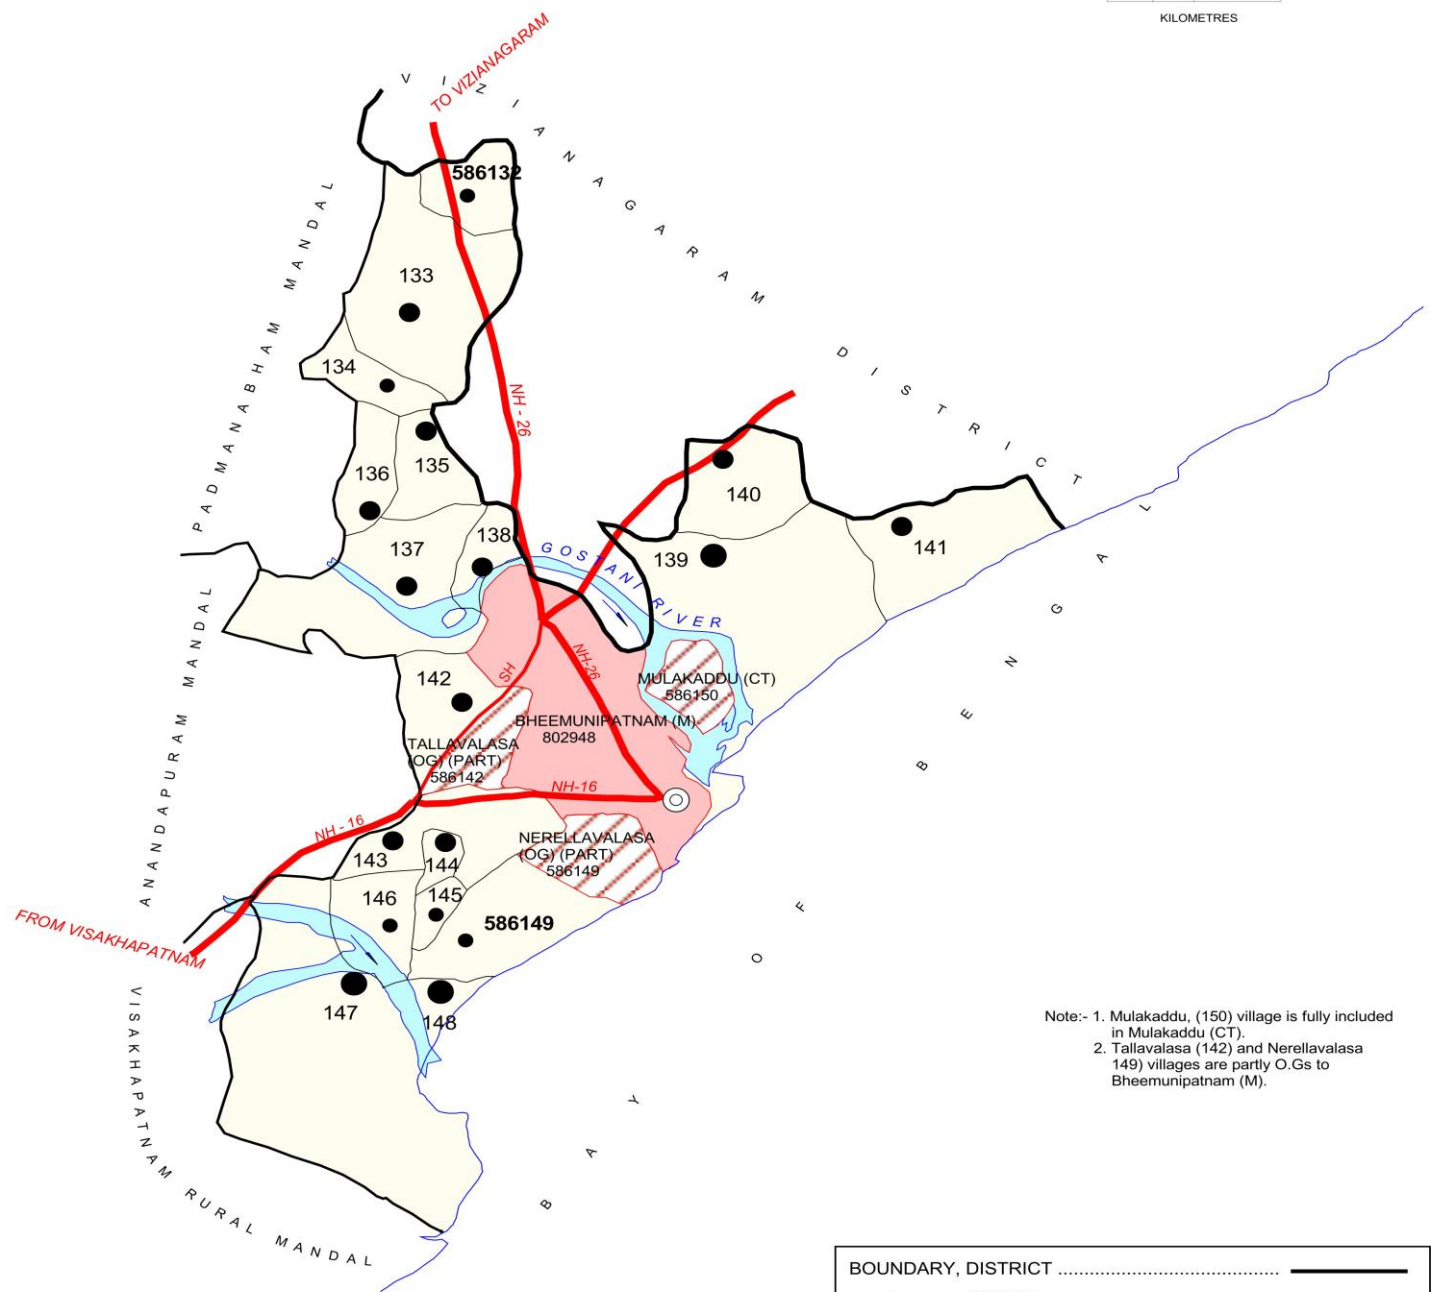 KILOMETRES
TO VIZIANAGARAM
VIZIANAGARAM DISTRICT
586132
PADMANABHAM MANDAL
133
134
NH - 26
135
136
140
138
137
GOSTANI RIVER
139
141
ANANDAPURAM MANDAL
142
SH
NH-26
MULAKADDU (CT)
586150
BHEEMUNIPATNAM (M)
802948
TALLAVALASA
(OG) (PART)
586142
NH-16
NH - 16
NERELLAVALASA
(OG) (PART)
586149
143
144
146
145
586149
FROM VISAKHAPATNAM
147
148
VISAKHAPATNAM RURAL MANDAL
BAY OF BENGAL
Note:- 1. Mulakaddu, (150) village is fully included
in Mulakaddu (CT).
2. Tallavalasa (142) and Nerellavalasa
149) villages are partly O.Gs to
Bheemunipatnam (M).
BOUNDARY, DISTRICT ..........................................